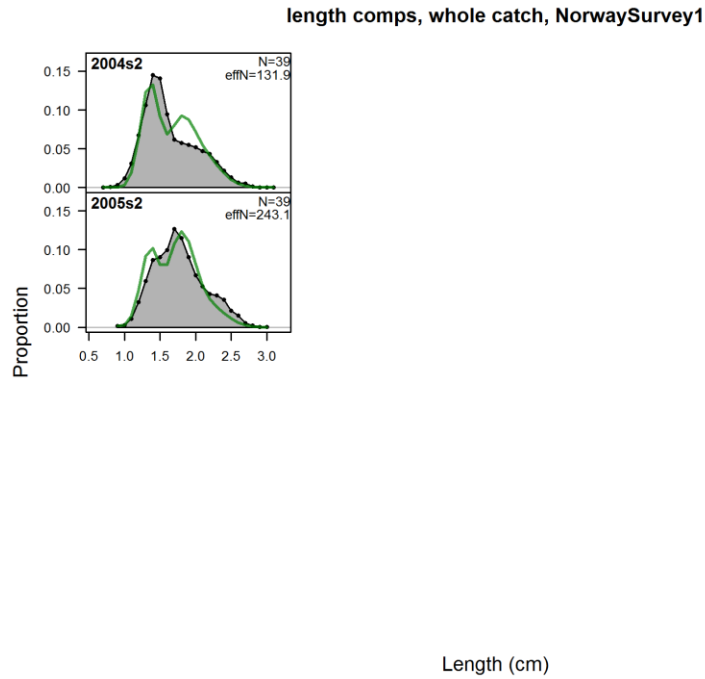 length comps, whole catch, NorwaySurvey1
2004s2
N=39
effN=131.9
0.15
0.10
0.05
0.00
2005s2
N=39
effN=243.1
0.15
0.10
0.05
0.00
0.5 1.0 1.5 2.0 2.5 3.0
Proportion
Length (cm)